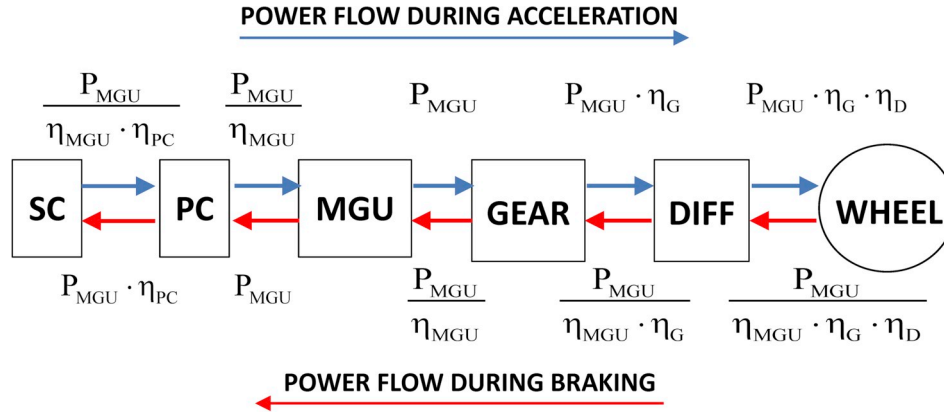 POWER FLOW DURING ACCELERATION
P_MGU / η_MGU · η_PC
P_MGU / η_MGU
P_MGU
P_MGU · η_G
P_MGU · η_G · η_D
SC
PC
MGU
GEAR
DIFF
WHEEL
P_MGU · η_PC
P_MGU
P_MGU / η_MGU
P_MGU / η_MGU · η_G
P_MGU / η_MGU · η_G · η_D
POWER FLOW DURING BRAKING